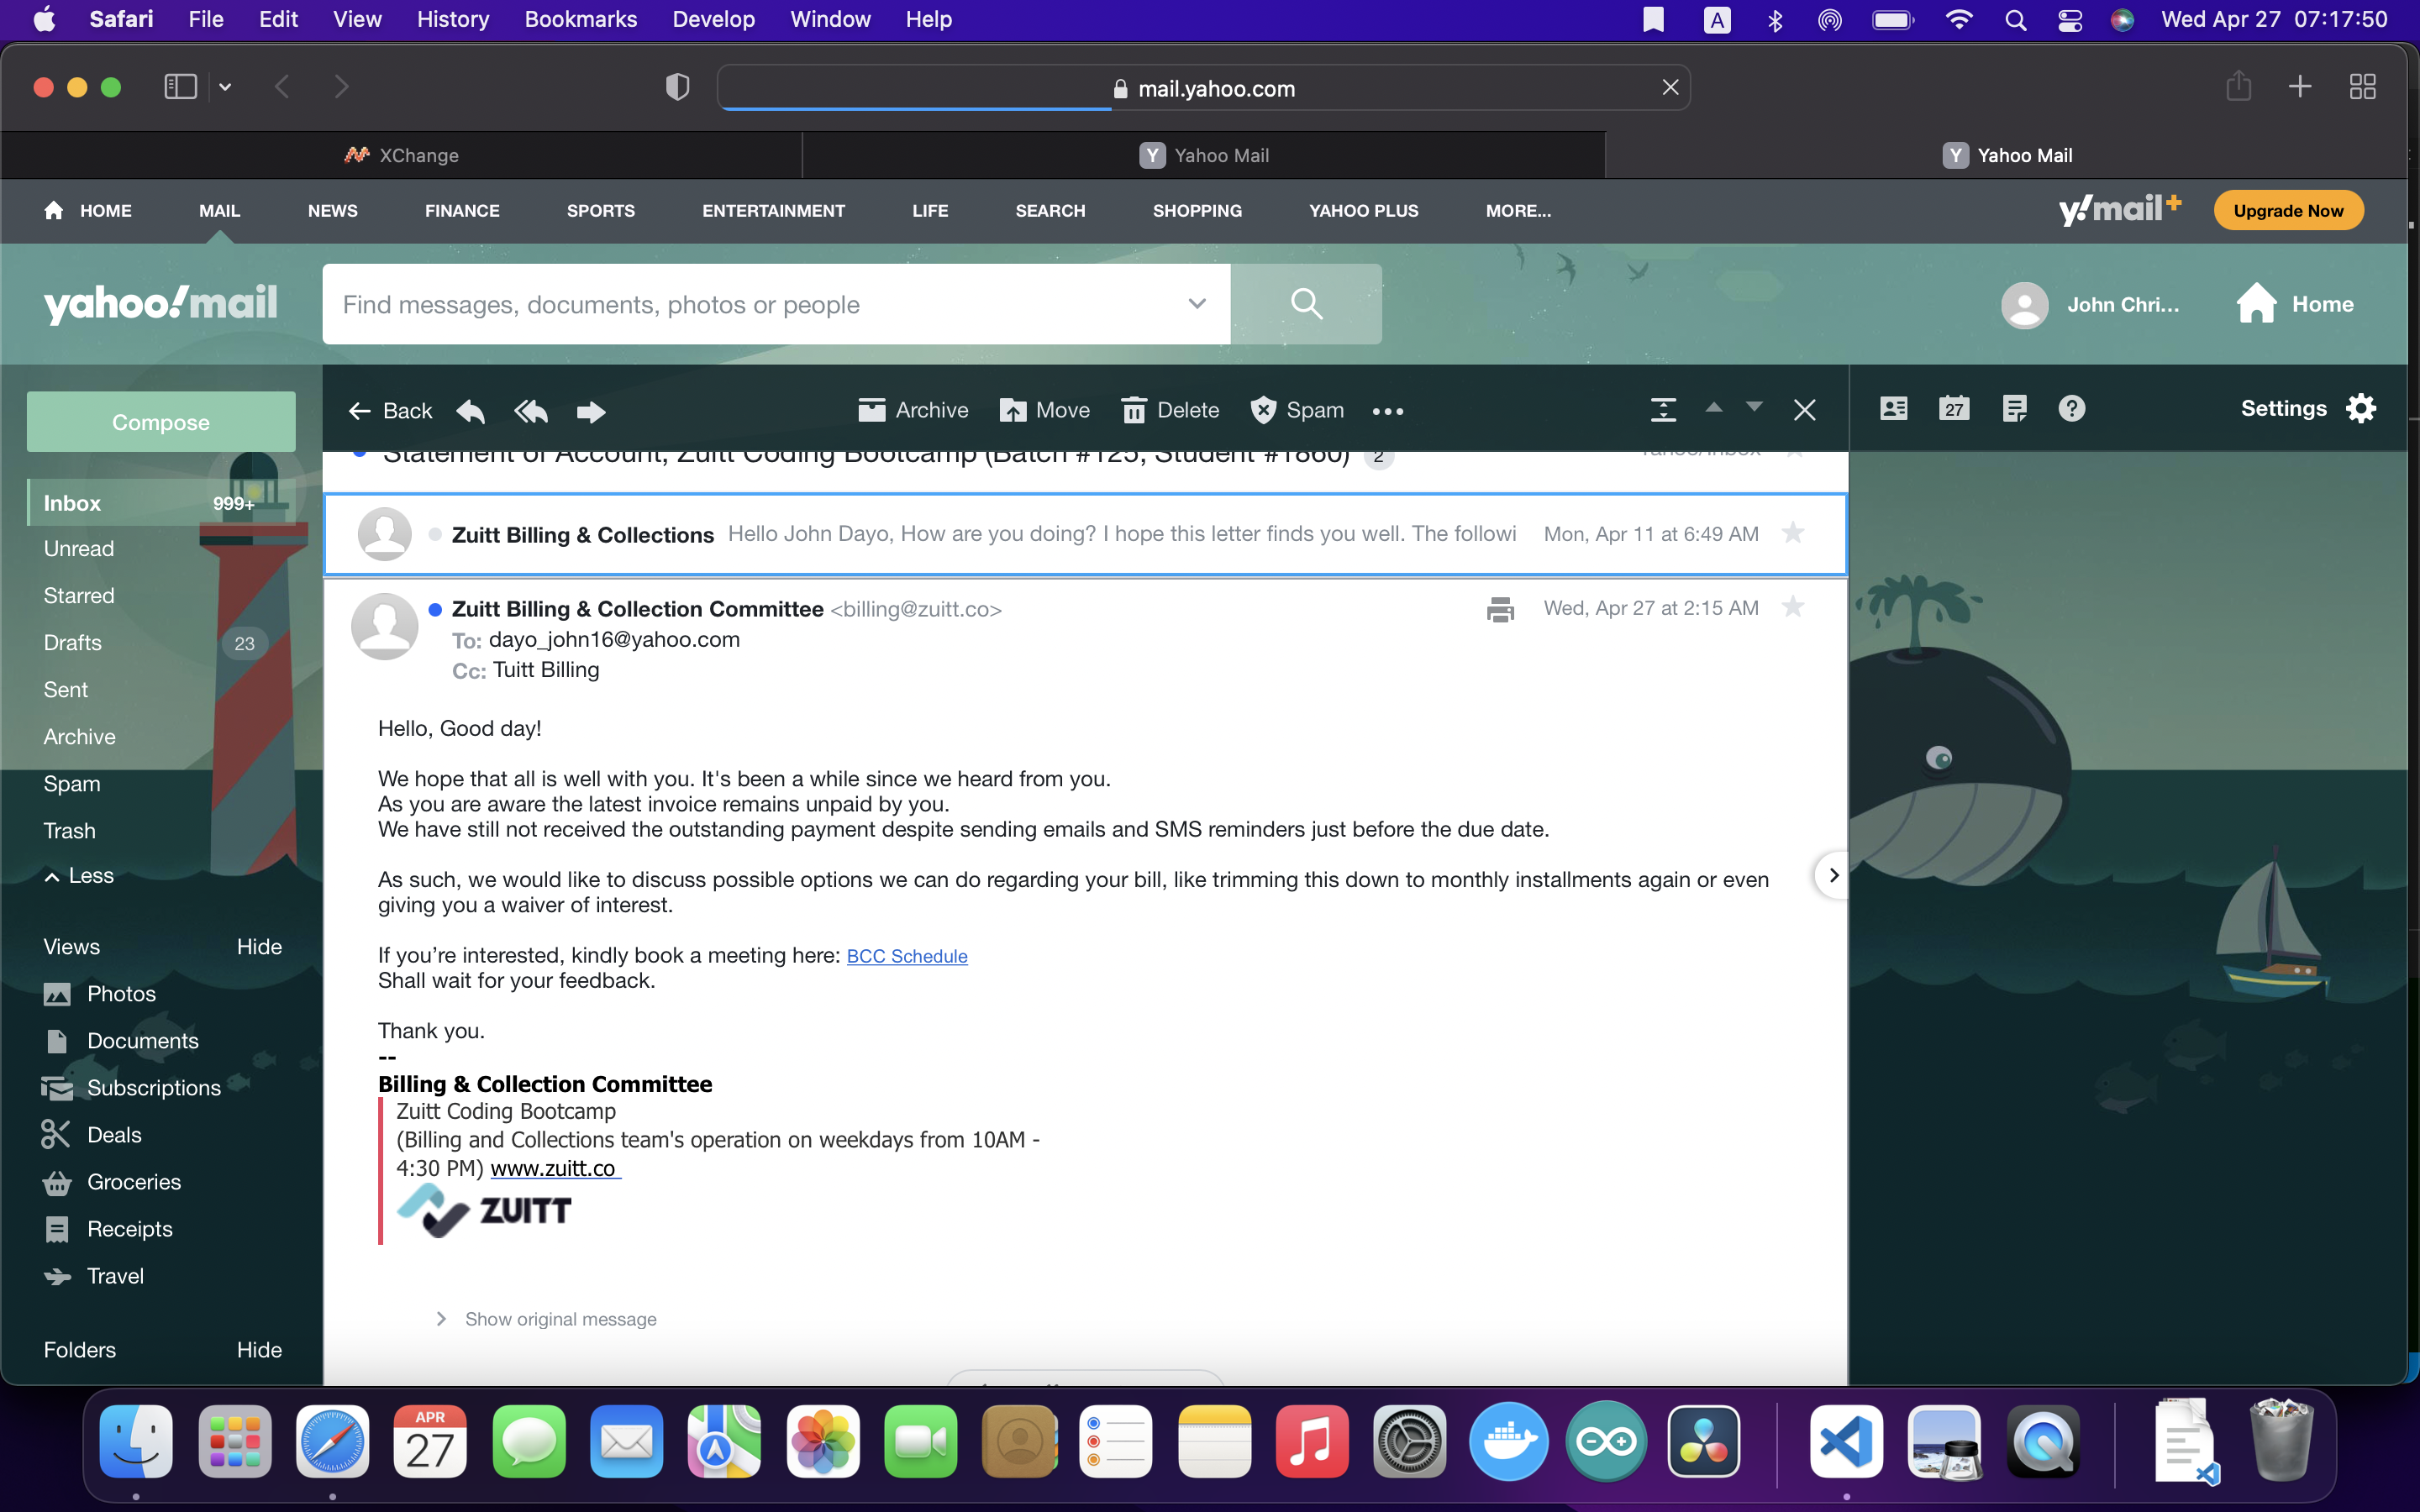 Safari File Edit View History Bookmarks Develop Window Help A Wed Apr 27 07:17:50
mail.yahoo.com
XChange
Y Yahoo Mail
Y Yahoo Mail
HOME MAIL NEWS FINANCE SPORTS ENTERTAINMENT LIFE SEARCH SHOPPING YAHOO PLUS MORE... y!mail+ Upgrade Now
yahoo!mail Find messages, documents, photos or people John Chri... Home
Compose
Back Archive Move Delete Spam 27 Settings
Statement of Account, Zuitt Coding Bootcamp (Batch #125, Student #1860) 2 Yahoo/Inbox
Inbox 999+
Unread
Starred
Drafts 23
Sent
Archive
Spam
Trash
Less
Views Hide
Photos
Documents
Subscriptions
Deals
Groceries
Receipts
Travel
Folders Hide
Zuitt Billing & Collections Hello John Dayo, How are you doing? I hope this letter finds you well. The followi Mon, Apr 11 at 6:49 AM
Zuitt Billing & Collection Committee <billing@zuitt.co> Wed, Apr 27 at 2:15 AM
To: dayo_john16@yahoo.com
Cc: Tuitt Billing
Hello, Good day!
We hope that all is well with you. It's been a while since we heard from you.
As you are aware the latest invoice remains unpaid by you.
We have still not received the outstanding payment despite sending emails and SMS reminders just before the due date.
As such, we would like to discuss possible options we can do regarding your bill, like trimming this down to monthly installments again or even
giving you a waiver of interest.
If you’re interested, kindly book a meeting here: BCC Schedule
Shall wait for your feedback.
Thank you.
--
Billing & Collection Committee
Zuitt Coding Bootcamp
(Billing and Collections team's operation on weekdays from 10AM -
4:30 PM) www.zuitt.co
ZUITT
Show original message
APR
27